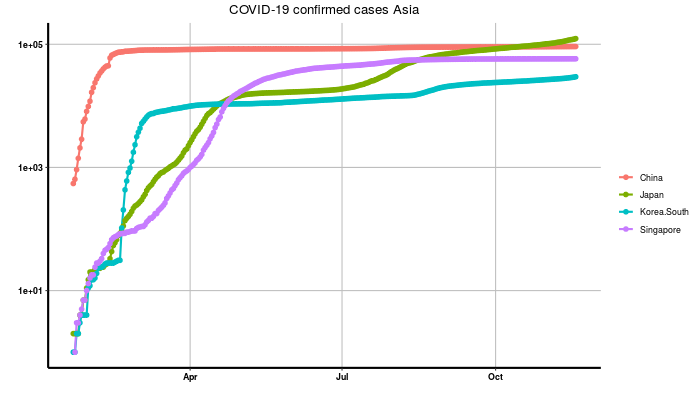 COVID-19 confirmed cases Asia
1e+05
1e+03
1e+01
Apr
Jul
Oct
China
Japan
Korea.South
Singapore